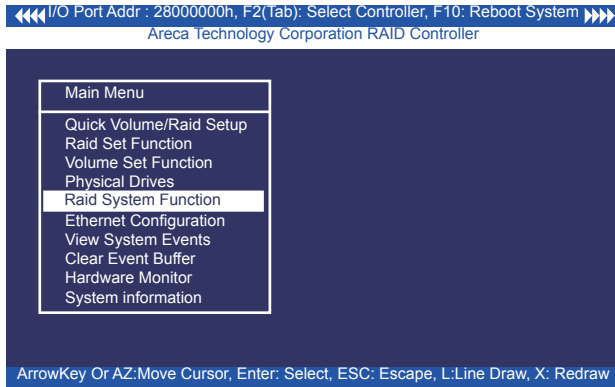 I/O Port Addr : 28000000h, F2(Tab): Select Controller, F10: Reboot System
Areca Technology Corporation RAID Controller
Main Menu
Quick Volume/Raid Setup
Raid Set Function
Volume Set Function
Physical Drives
Raid System Function
Ethernet Configuration
View System Events
Clear Event Buffer
Hardware Monitor
System information
ArrowKey Or AZ:Move Cursor, Enter: Select, ESC: Escape, L:Line Draw, X: Redraw